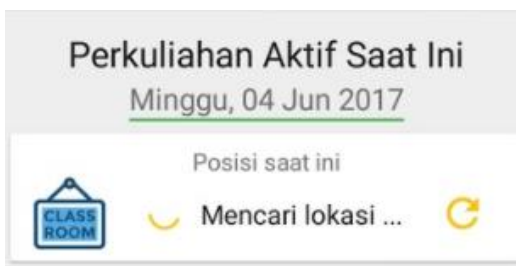 Perkuliahan Aktif Saat Ini
Minggu, 04 Jun 2017
Posisi saat ini
CLASS
ROOM
Mencari lokasi ...